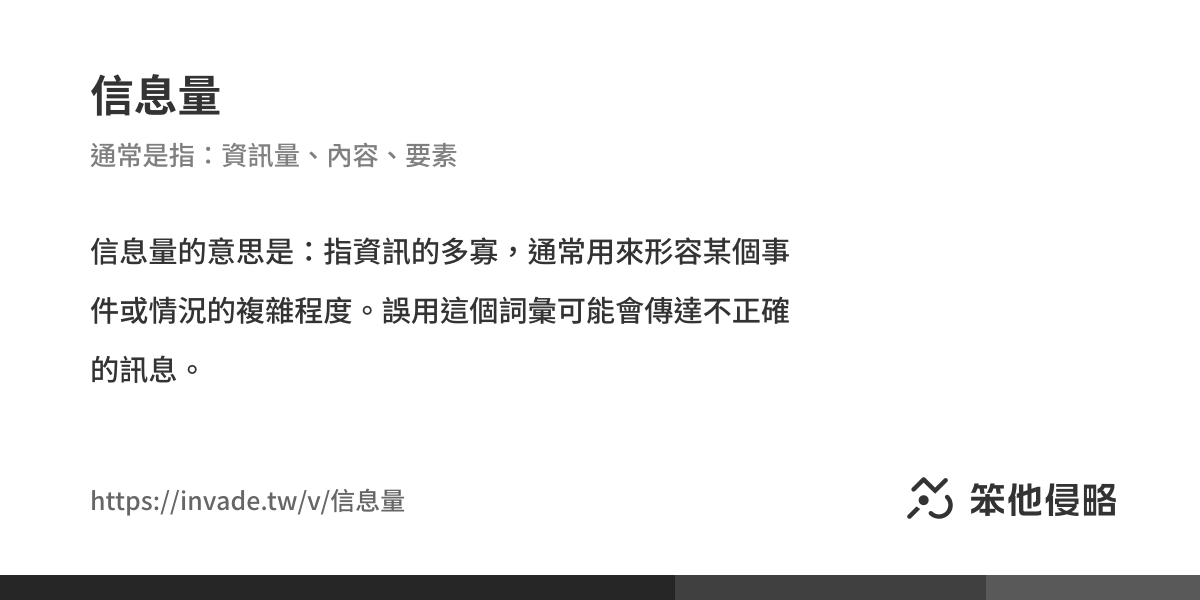 信息量
通常是指：資訊量、內容、要素
信息量的意思是：指資訊的多寡，通常用來形容某個事
件或情況的複雜程度。誤用這個詞彙可能會傳達不正確
的訊息。
https://invade.tw/v/信息量
笨他侵略